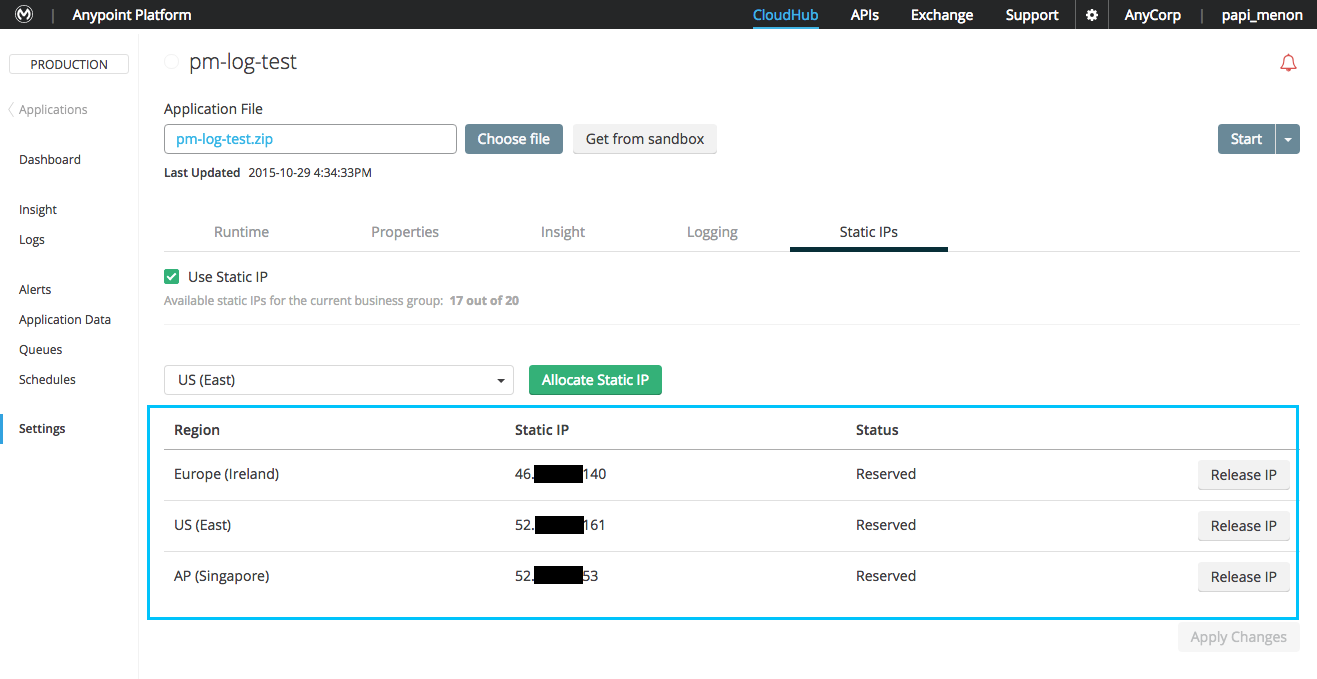 Anypoint Platform
CloudHub APIs Exchange Support AnyCorp | papi_menon
PRODUCTION
Applications
Dashboard
Insight
Logs
Alerts
Application Data
Queues
Schedules
Settings
pm-log-test
Application File
pm-log-test.zip Choose file Get from sandbox Start
Last Updated 2015-10-29 4:34:33PM
Runtime Properties Insight Logging Static IPs
Use Static IP
Available static IPs for the current business group: 17 out of 20
US (East) Allocate Static IP
Region Static IP Status
Europe (Ireland) 46. 140 Reserved Release IP
US (East) 52. 161 Reserved Release IP
AP (Singapore) 52. 53 Reserved Release IP
Apply Changes